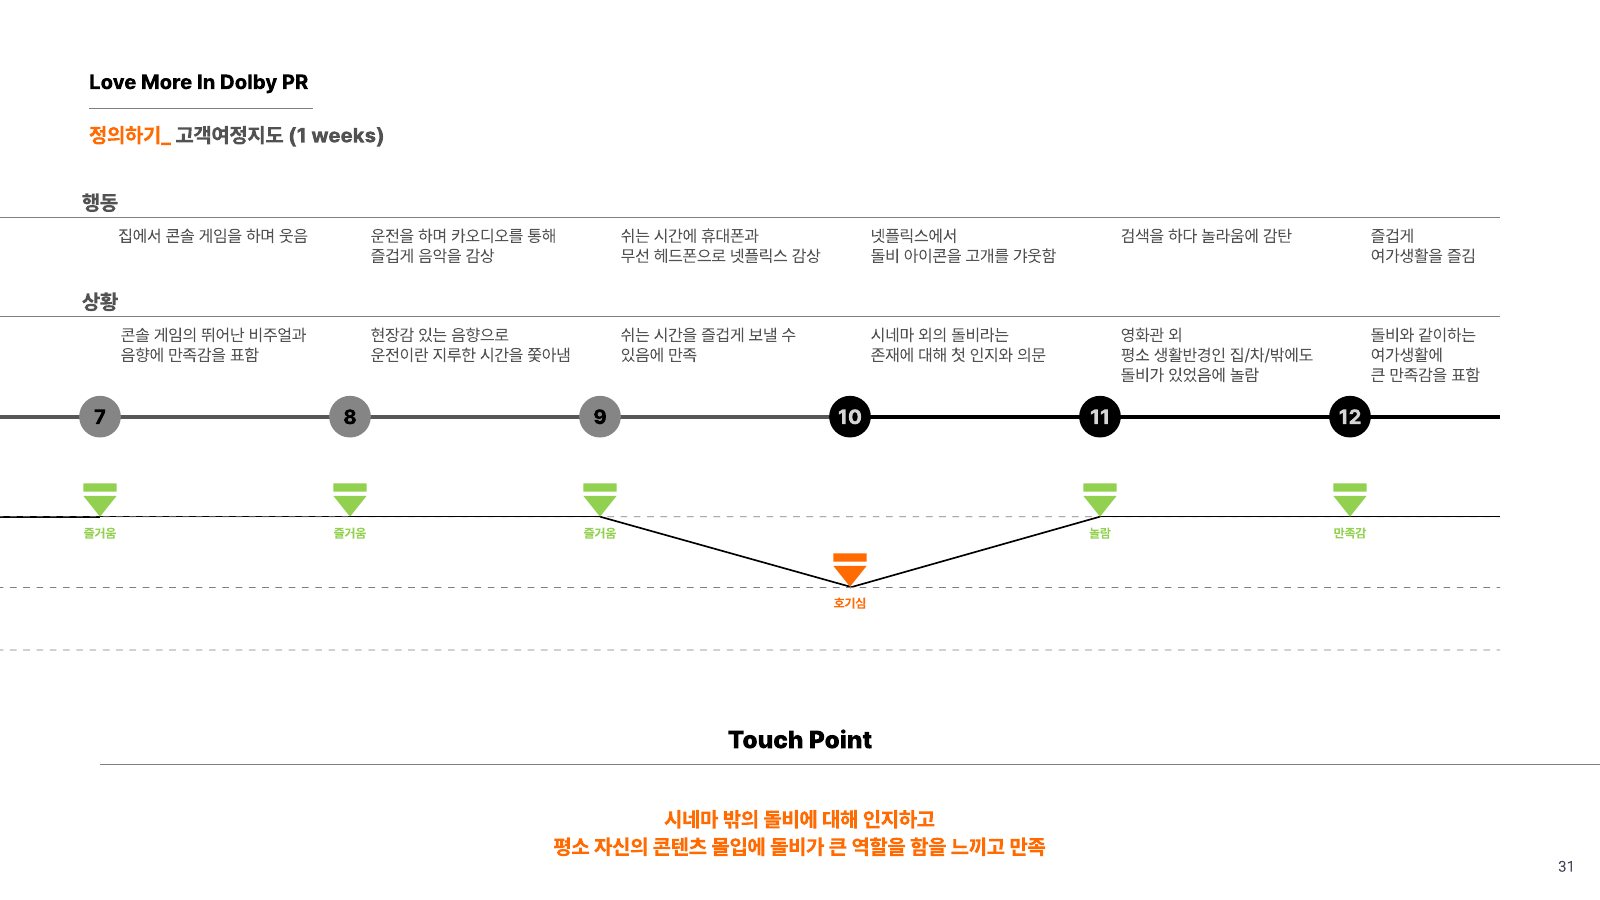 Love More In Dolby PR
정의하기_ 고객여정지도 (1 weeks)
행동
집에서 콘솔 게임을 하며 웃음
운전을 하며 카오디오를 통해
즐겁게 음악을 감상
쉬는 시간에 휴대폰과
무선 헤드폰으로 넷플릭스 감상
넷플릭스에서
돌비 아이콘을 고개를 갸웃함
검색을 하다 놀라움에 감탄
즐겁게
여가생활을 즐김
상황
콘솔 게임의 뛰어난 비주얼과
음향에 만족감을 표함
현장감 있는 음향으로
운전이란 지루한 시간을 쫓아냄
쉬는 시간을 즐겁게 보낼 수
있음에 만족
시네마 외의 돌비라는
존재에 대해 첫 인지와 의문
영화관 외
평소 생활반경인 집/차/밖에도
돌비가 있었음에 놀람
돌비와 같이하는
여가생활에
큰 만족감을 표함
7
8
9
10
11
12
즐거움
즐거움
즐거움
호기심
놀람
만족감
Touch Point
시네마 밖의 돌비에 대해 인지하고
평소 자신의 콘텐츠 몰입에 돌비가 큰 역할을 함을 느끼고 만족
31